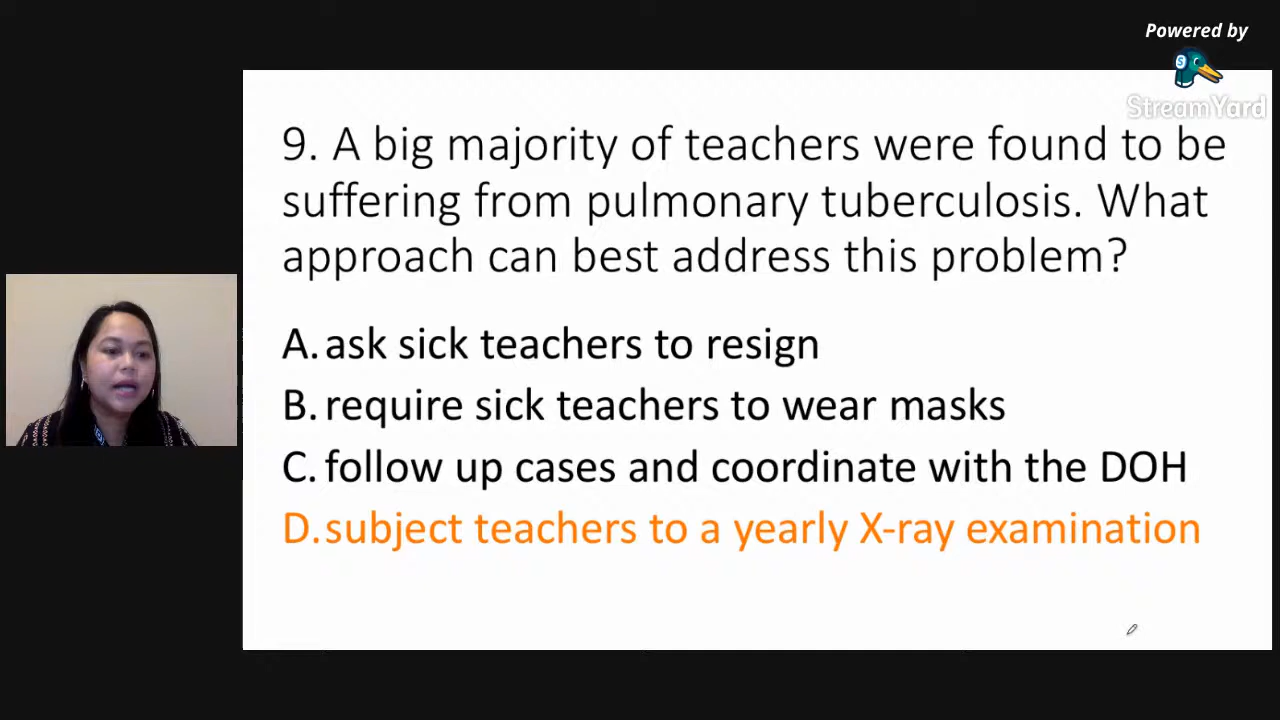 Powered by
StreamYard
9. A big majority of teachers were found to be
suffering from pulmonary tuberculosis. What
approach can best address this problem?
A. ask sick teachers to resign
B. require sick teachers to wear masks
C. follow up cases and coordinate with the DOH
D. subject teachers to a yearly X-ray examination